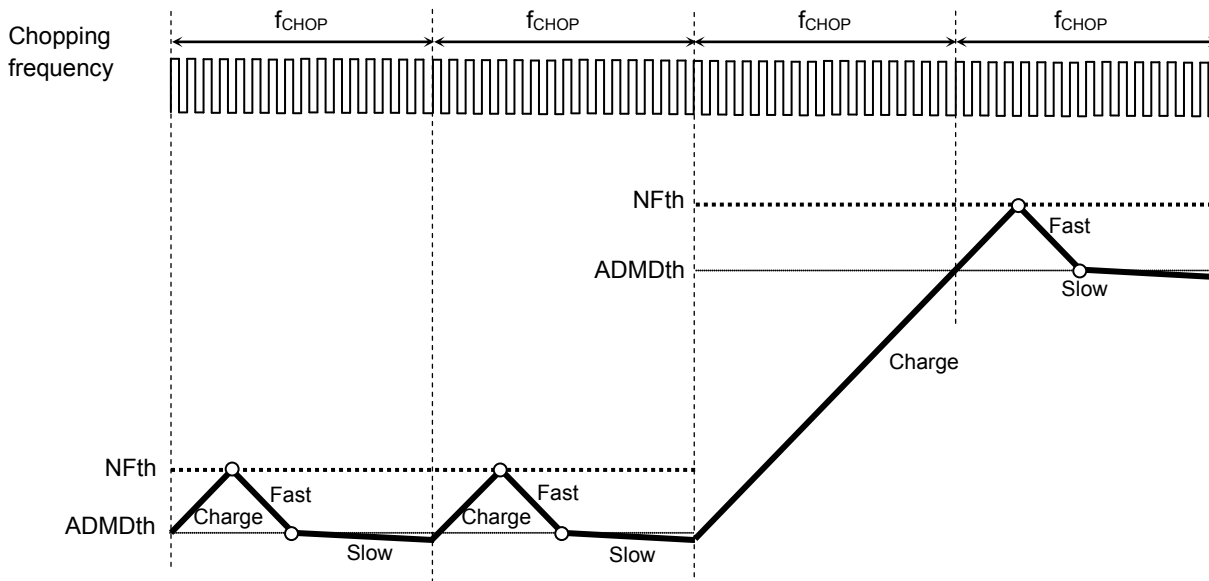 fCHOP fCHOP fCHOP fCHOP
Chopping
frequency
NFth
Fast
ADMDth
Slow
Charge
NFth
Fast
Fast
Charge
Charge
ADMDth
Slow
Slow